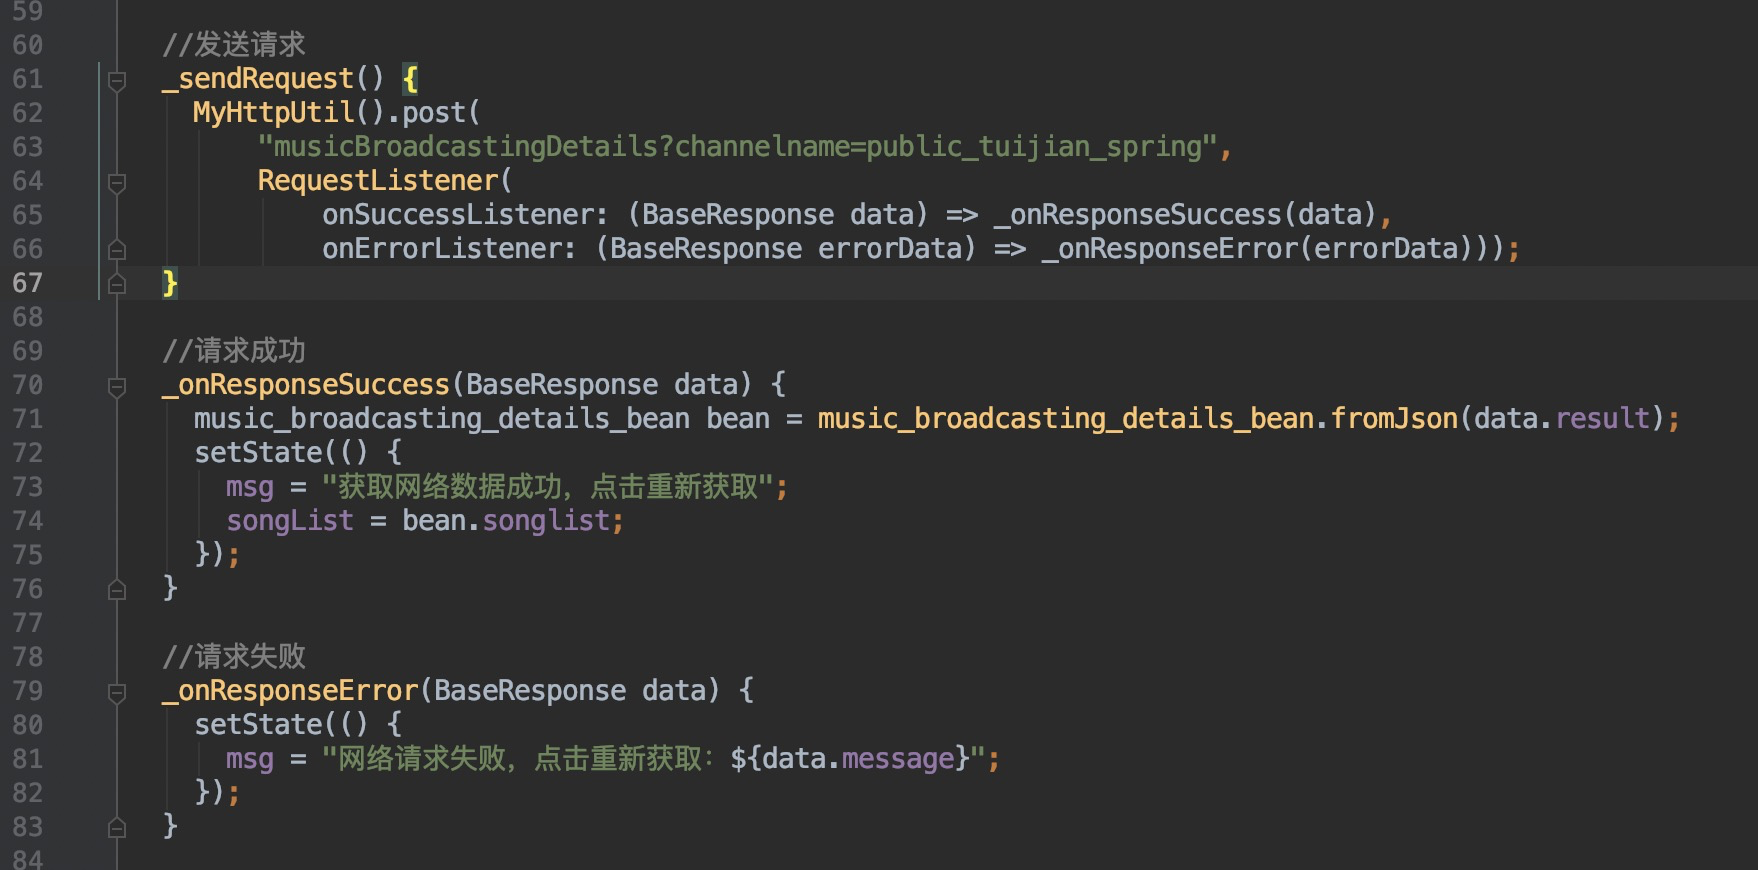 59
60 //发送请求
61 _sendRequest() {
62 MyHttpUtil().post(
63 "musicBroadcastingDetails?channelname=public_tuijian_spring",
64 RequestListener(
65 onSuccessListener: (BaseResponse data) => _onResponseSuccess(data),
66 onErrorListener: (BaseResponse errorData) => _onResponseError(errorData)));
67 }
68
69 //请求成功
70 _onResponseSuccess(BaseResponse data) {
71 music_broadcasting_details_bean bean = music_broadcasting_details_bean.fromJson(data.result);
72 setState(() {
73 msg = "获取网络数据成功，点击重新获取";
74 songList = bean.songlist;
75 });
76 }
77
78 //请求失败
79 _onResponseError(BaseResponse data) {
80 setState(() {
81 msg = "网络请求失败，点击重新获取：${data.message}";
82 });
83 }
84